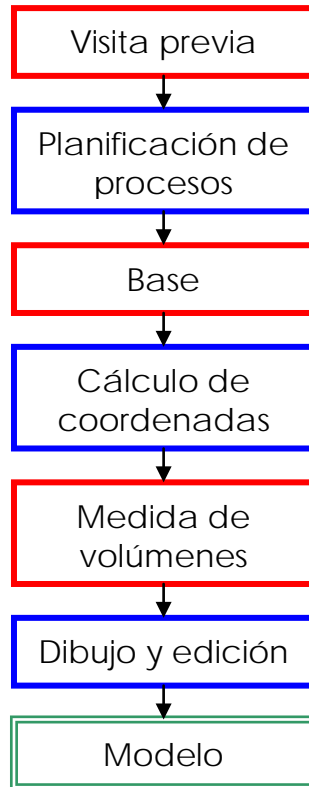 Visita previa
Planificación de
procesos
Base
Cálculo de
coordenadas
Medida de
volúmenes
Dibujo y edición
Modelo